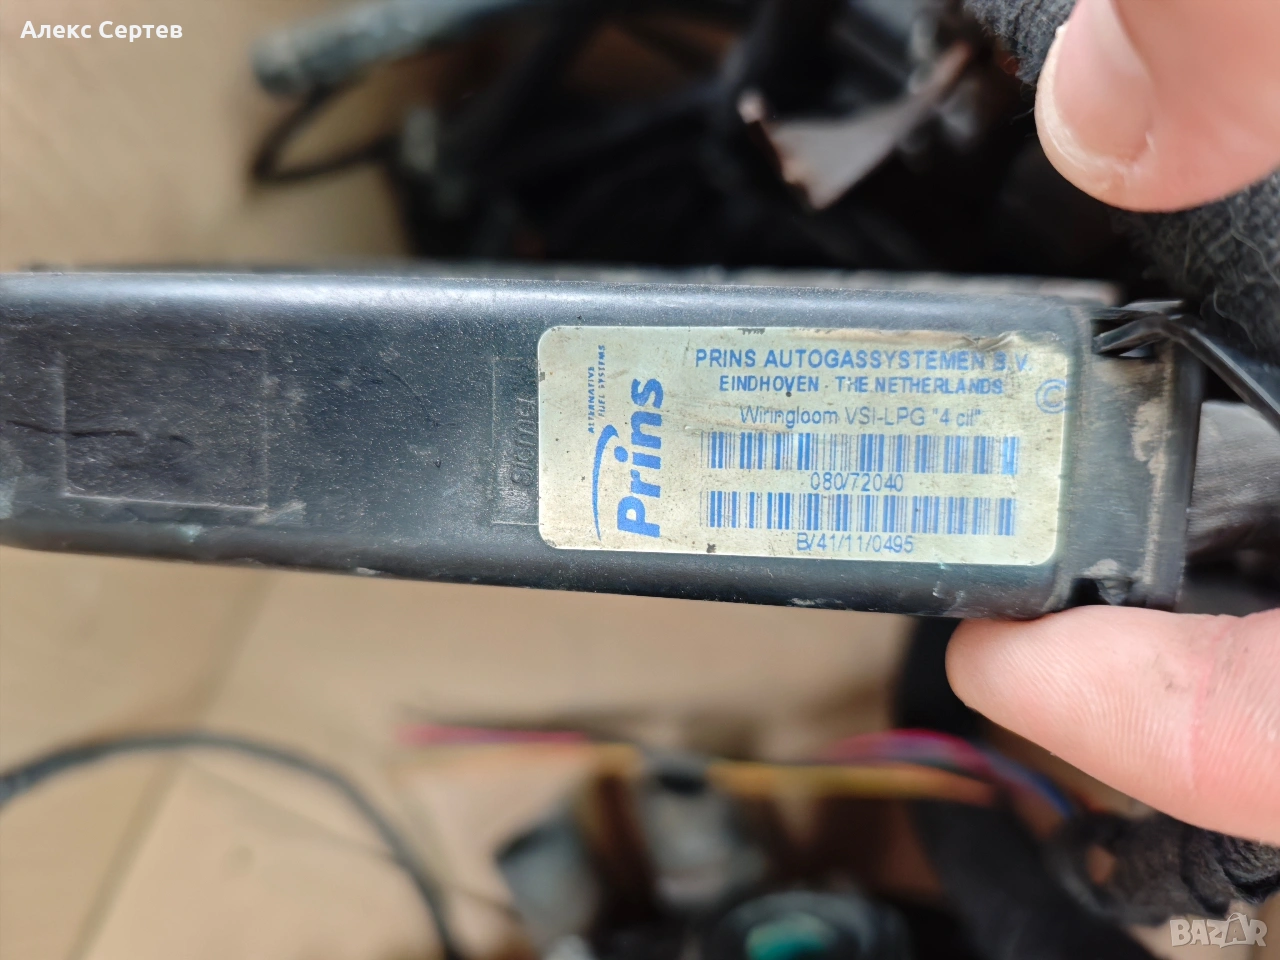 Алекс Сертев
PRINS AUTOGASSYSTEMEN B.V.
EINDHOVEN - THE NETHERLANDS
©
Wiringloom VSI-LPG "4 cil"
080/72040
B/41/11/0495
Prins
ALTERNATIVE
FUEL SYSTEMS
BAZAR